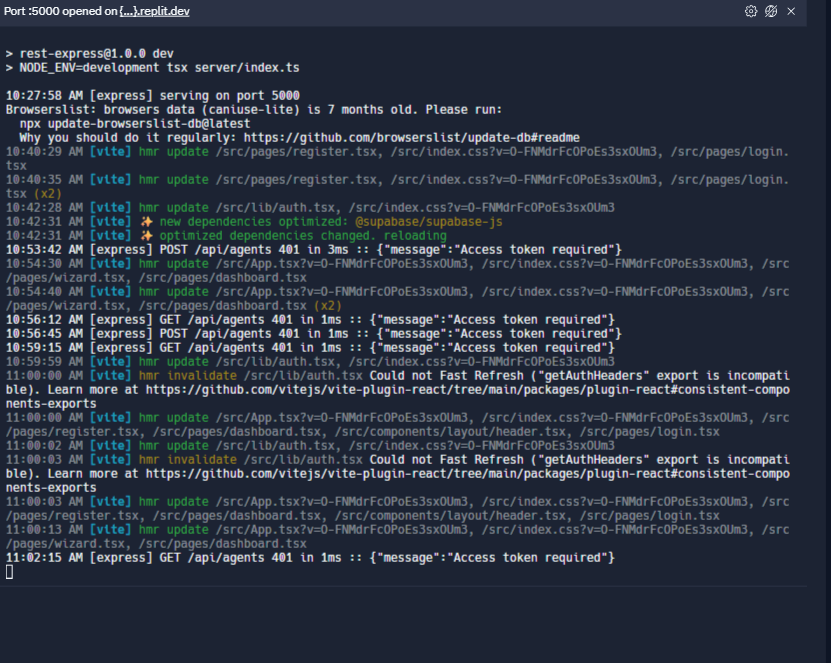 Port :5000 opened on {...}.replit.dev
> rest-express@1.0.0 dev
> NODE_ENV=development tsx server/index.ts
10:27:58 AM [express] serving on port 5000
Browserslist: browsers data (caniuse-lite) is 7 months old. Please run:
  npx update-browserslist-db@latest
  Why you should do it regularly: https://github.com/browserslist/update-db#readme
10:40:29 AM [vite] hmr update /src/pages/register.tsx, /src/index.css?v=O-FNMdrFcOPoEs3sxOUm3, /src/pages/login.
tsx
10:40:35 AM [vite] hmr update /src/pages/register.tsx, /src/index.css?v=O-FNMdrFcOPoEs3sxOUm3, /src/pages/login.
tsx (x2)
10:42:28 AM [vite] hmr update /src/lib/auth.tsx, /src/index.css?v=O-FNMdrFcOPoEs3sxOUm3
10:42:31 AM [vite] ✨ new dependencies optimized: @supabase/supabase-js
10:42:31 AM [vite] ✨ optimized dependencies changed. reloading
10:53:42 AM [express] POST /api/agents 401 in 3ms :: {"message":"Access token required"}
10:54:30 AM [vite] hmr update /src/App.tsx?v=O-FNMdrFcOPoEs3sxOUm3, /src/index.css?v=O-FNMdrFcOPoEs3sxOUm3, /src
/pages/wizard.tsx, /src/pages/dashboard.tsx
10:54:40 AM [vite] hmr update /src/App.tsx?v=O-FNMdrFcOPoEs3sxOUm3, /src/index.css?v=O-FNMdrFcOPoEs3sxOUm3, /src
/pages/wizard.tsx, /src/pages/dashboard.tsx (x2)
10:56:12 AM [express] GET /api/agents 401 in 1ms :: {"message":"Access token required"}
10:56:45 AM [express] POST /api/agents 401 in 1ms :: {"message":"Access token required"}
10:59:15 AM [express] GET /api/agents 401 in 1ms :: {"message":"Access token required"}
10:59:59 AM [vite] hmr update /src/lib/auth.tsx, /src/index.css?v=O-FNMdrFcOPoEs3sxOUm3
11:00:00 AM [vite] hmr invalidate /src/lib/auth.tsx Could not Fast Refresh ("getAuthHeaders" export is incompati
ble). Learn more at https://github.com/vitejs/vite-plugin-react/tree/main/packages/plugin-react#consistent-compo
nents-exports
11:00:00 AM [vite] hmr update /src/App.tsx?v=O-FNMdrFcOPoEs3sxOUm3, /src/index.css?v=O-FNMdrFcOPoEs3sxOUm3, /src
/pages/register.tsx, /src/pages/dashboard.tsx, /src/components/layout/header.tsx, /src/pages/login.tsx
11:00:02 AM [vite] hmr update /src/lib/auth.tsx, /src/index.css?v=O-FNMdrFcOPoEs3sxOUm3
11:00:03 AM [vite] hmr invalidate /src/lib/auth.tsx Could not Fast Refresh ("getAuthHeaders" export is incompati
ble). Learn more at https://github.com/vitejs/vite-plugin-react/tree/main/packages/plugin-react#consistent-compo
nents-exports
11:00:03 AM [vite] hmr update /src/App.tsx?v=O-FNMdrFcOPoEs3sxOUm3, /src/index.css?v=O-FNMdrFcOPoEs3sxOUm3, /src
/pages/register.tsx, /src/pages/dashboard.tsx, /src/components/layout/header.tsx, /src/pages/login.tsx
11:00:13 AM [vite] hmr update /src/App.tsx?v=O-FNMdrFcOPoEs3sxOUm3, /src/index.css?v=O-FNMdrFcOPoEs3sxOUm3, /src
/pages/wizard.tsx, /src/pages/dashboard.tsx
11:02:15 AM [express] GET /api/agents 401 in 1ms :: {"message":"Access token required"}